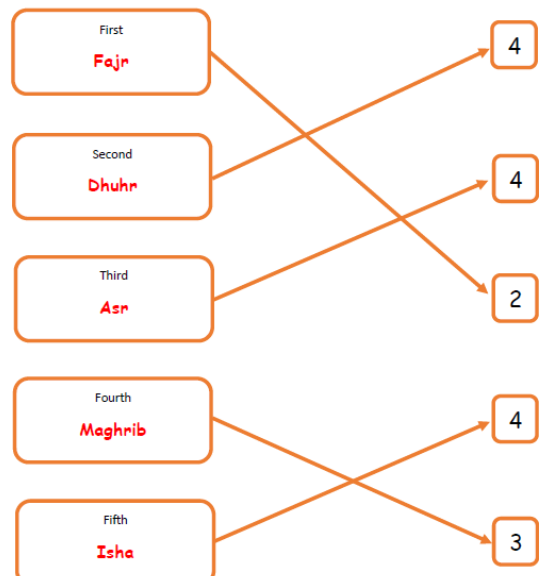 First
Fajr
4
Second
Dhuhr
4
Third
Asr
2
Fourth
Maghrib
4
Fifth
Isha
3